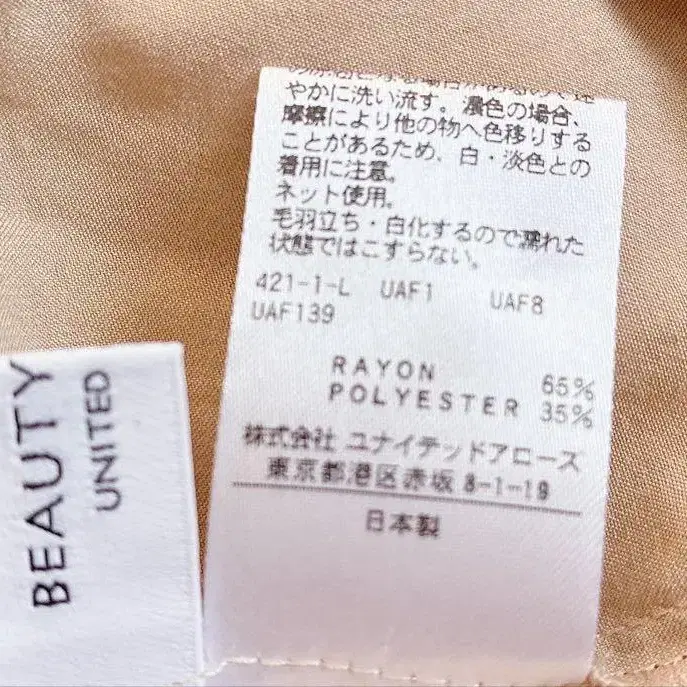 やかに洗い流す。濃色の場合、
摩擦により他の物へ色移りする
ことがあるため、白・淡色との
着用に注意。
ネット使用。
毛羽立ち・白化するので濡れた
状態ではこすらない。
421-1-L UAF1 UAF8
UAF139
RAYON 65%
POLYESTER 35%
株式会社 ユナイテッドアローズ
東京都港区赤坂 8-1-19
日本製
BEAUTY
UNITED